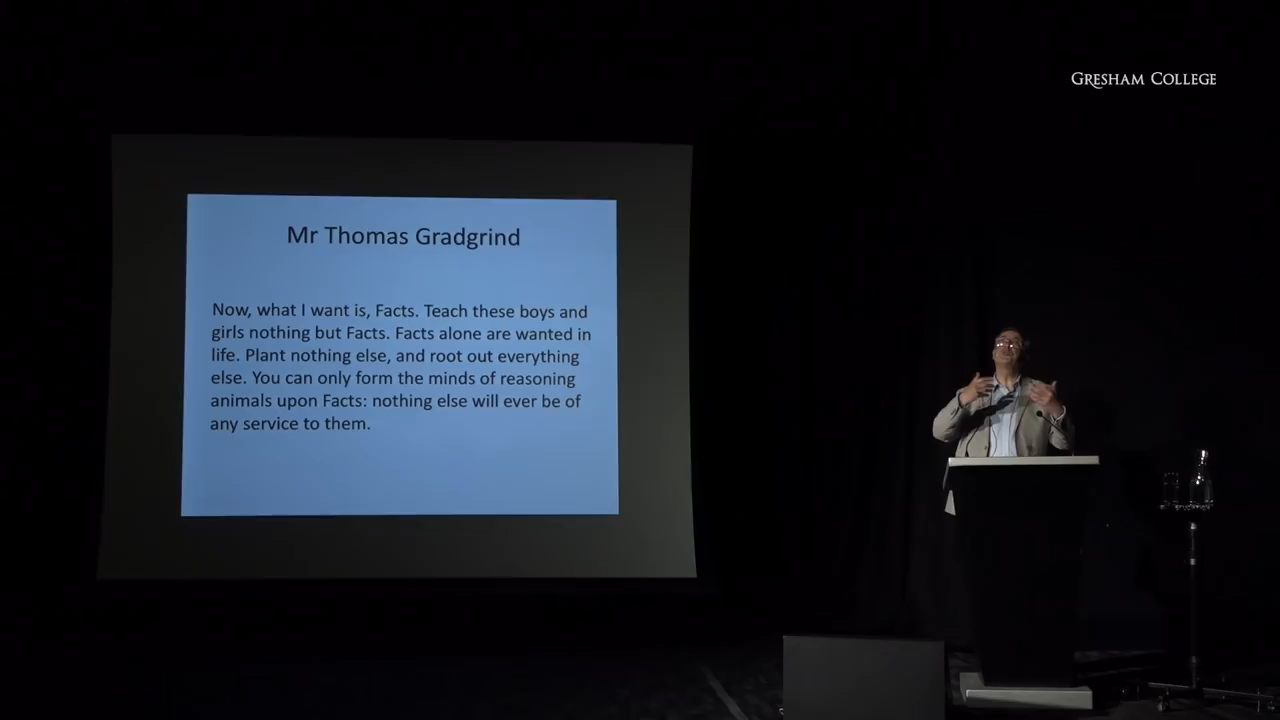 GRESHAM COLLEGE
Mr Thomas Gradgrind
Now, what I want is, Facts. Teach these boys and
girls nothing but Facts. Facts alone are wanted in
life. Plant nothing else, and root out everything
else. You can only form the minds of reasoning
animals upon Facts: nothing else will ever be of
any service to them.